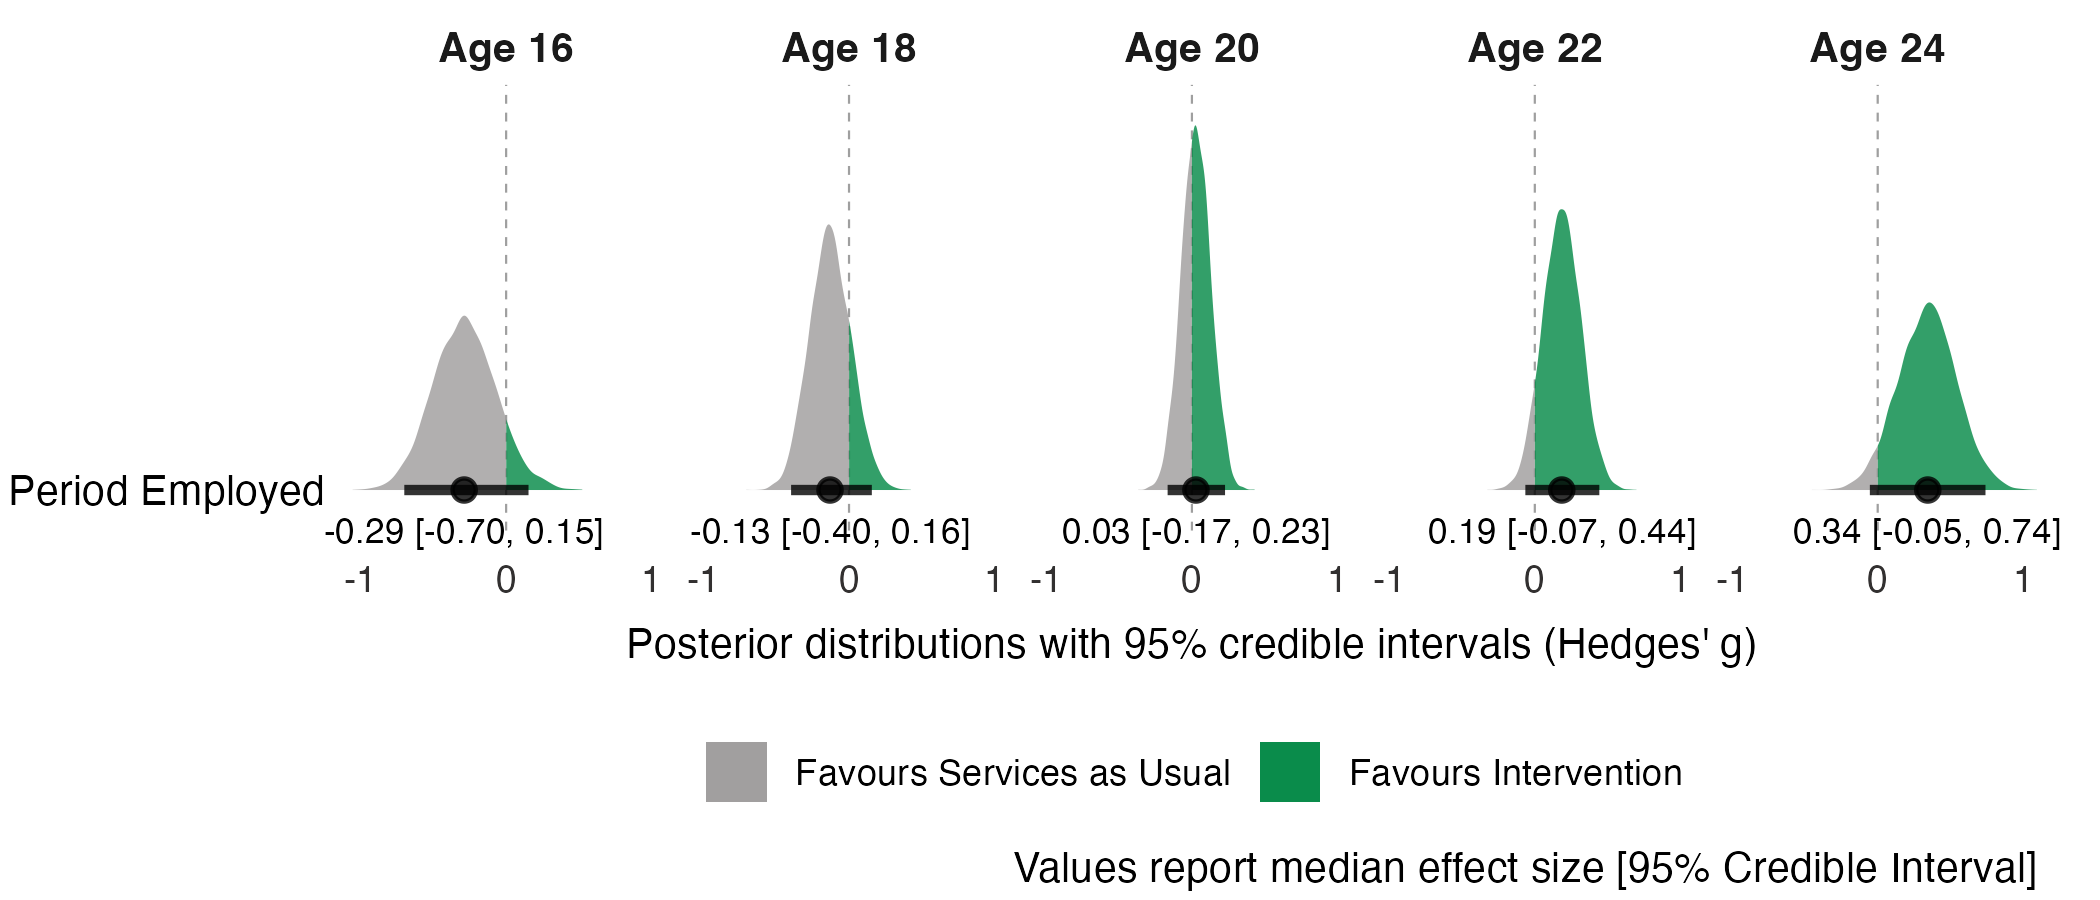 Age 16 Age 18 Age 20 Age 22 Age 24
Period Employed
-0.29 [-0.70, 0.15] -0.13 [-0.40, 0.16] 0.03 [-0.17, 0.23] 0.19 [-0.07, 0.44] 0.34 [-0.05, 0.74]
-1 0 1 -1 0 1 -1 0 1 -1 0 1 -1 0 1
Posterior distributions with 95% credible intervals (Hedges' g)
Favours Services as Usual Favours Intervention
Values report median effect size [95% Credible Interval]